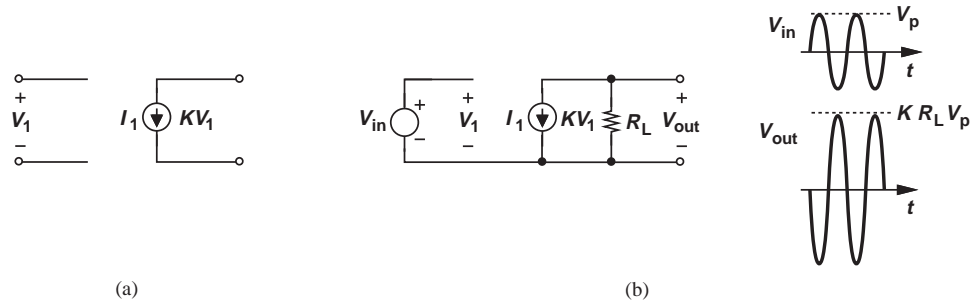 V1
I1
KV1
(a)
Vin
V1
I1
KV1
RL
Vout
(b)
Vin
Vp
t
Vout
K RL Vp
t